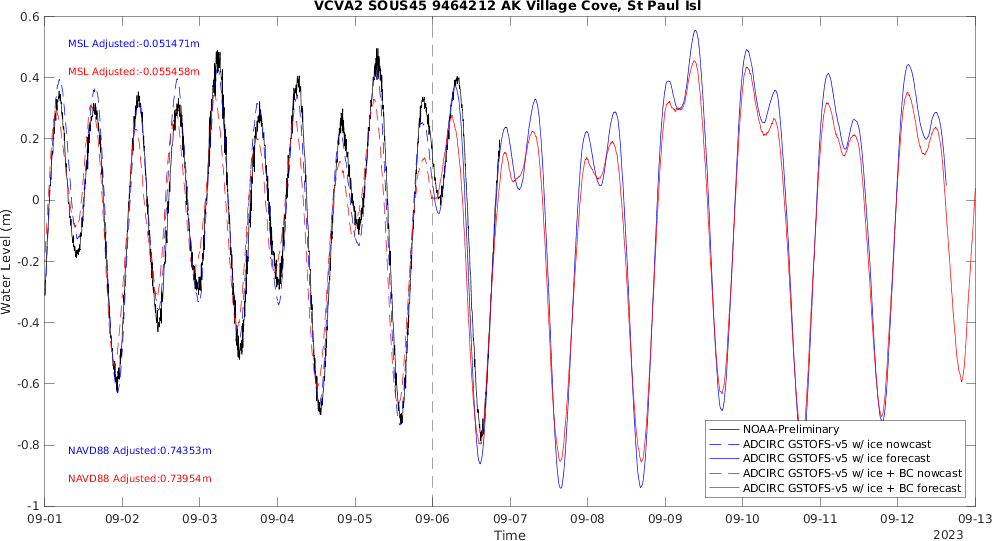 VCVA2 SOUS45 9464212 AK Village Cove, St Paul Isl
0.6
0.4
0.2
0
-0.2
-0.4
-0.6
-0.8
-1
Water Level (m)
MSL Adjusted:-0.051471m
MSL Adjusted:-0.055458m
NAVD88 Adjusted:0.74353m
NAVD88 Adjusted:0.73954m
NOAA-Preliminary
ADCIRC GSTOFS-v5 w/ ice nowcast
ADCIRC GSTOFS-v5 w/ ice forecast
ADCIRC GSTOFS-v5 w/ ice + BC nowcast
ADCIRC GSTOFS-v5 w/ ice + BC forecast
09-01 09-02 09-03 09-04 09-05 09-06 09-07 09-08 09-09 09-10 09-11 09-12 09-13
Time
2023